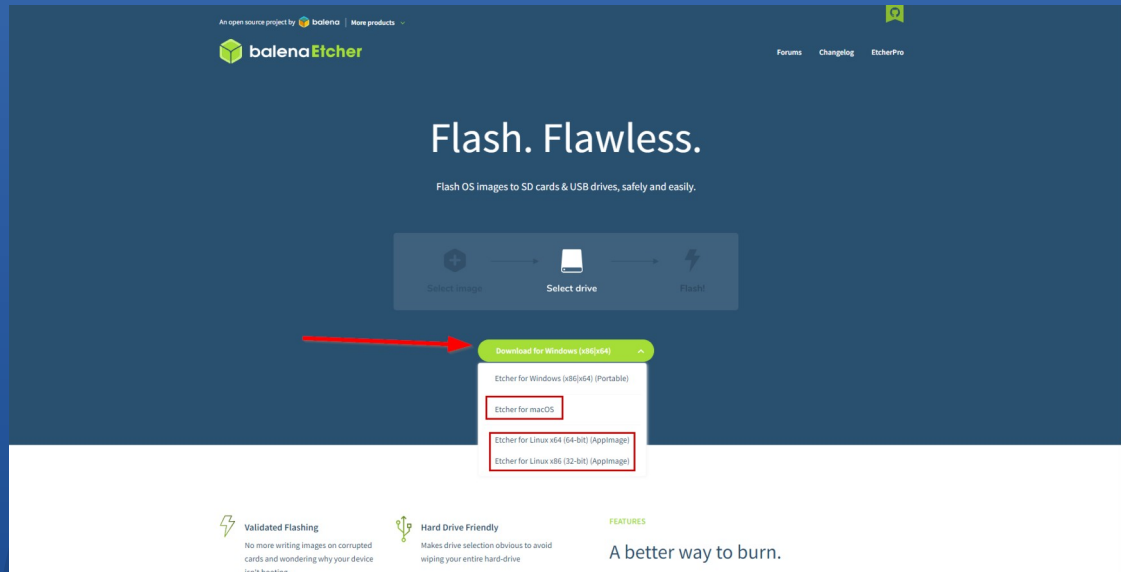 An open source project by balena | More products
balenaEtcher
Forums Changelog EtcherPro
Flash. Flawless.
Flash OS images to SD cards & USB drives, safely and easily.
Select image Select drive Flash!
Download for Windows (x86|x64)
Etcher for Windows (x86|x64) (Portable)
Etcher for macOS
Etcher for Linux x64 (64-bit) (AppImage)
Etcher for Linux x86 (32-bit) (AppImage)
Validated Flashing
No more writing images on corrupted
cards and wondering why your device
isn't booting
Hard Drive Friendly
Makes drive selection obvious to avoid
wiping your entire hard-drive
FEATURES
A better way to burn.